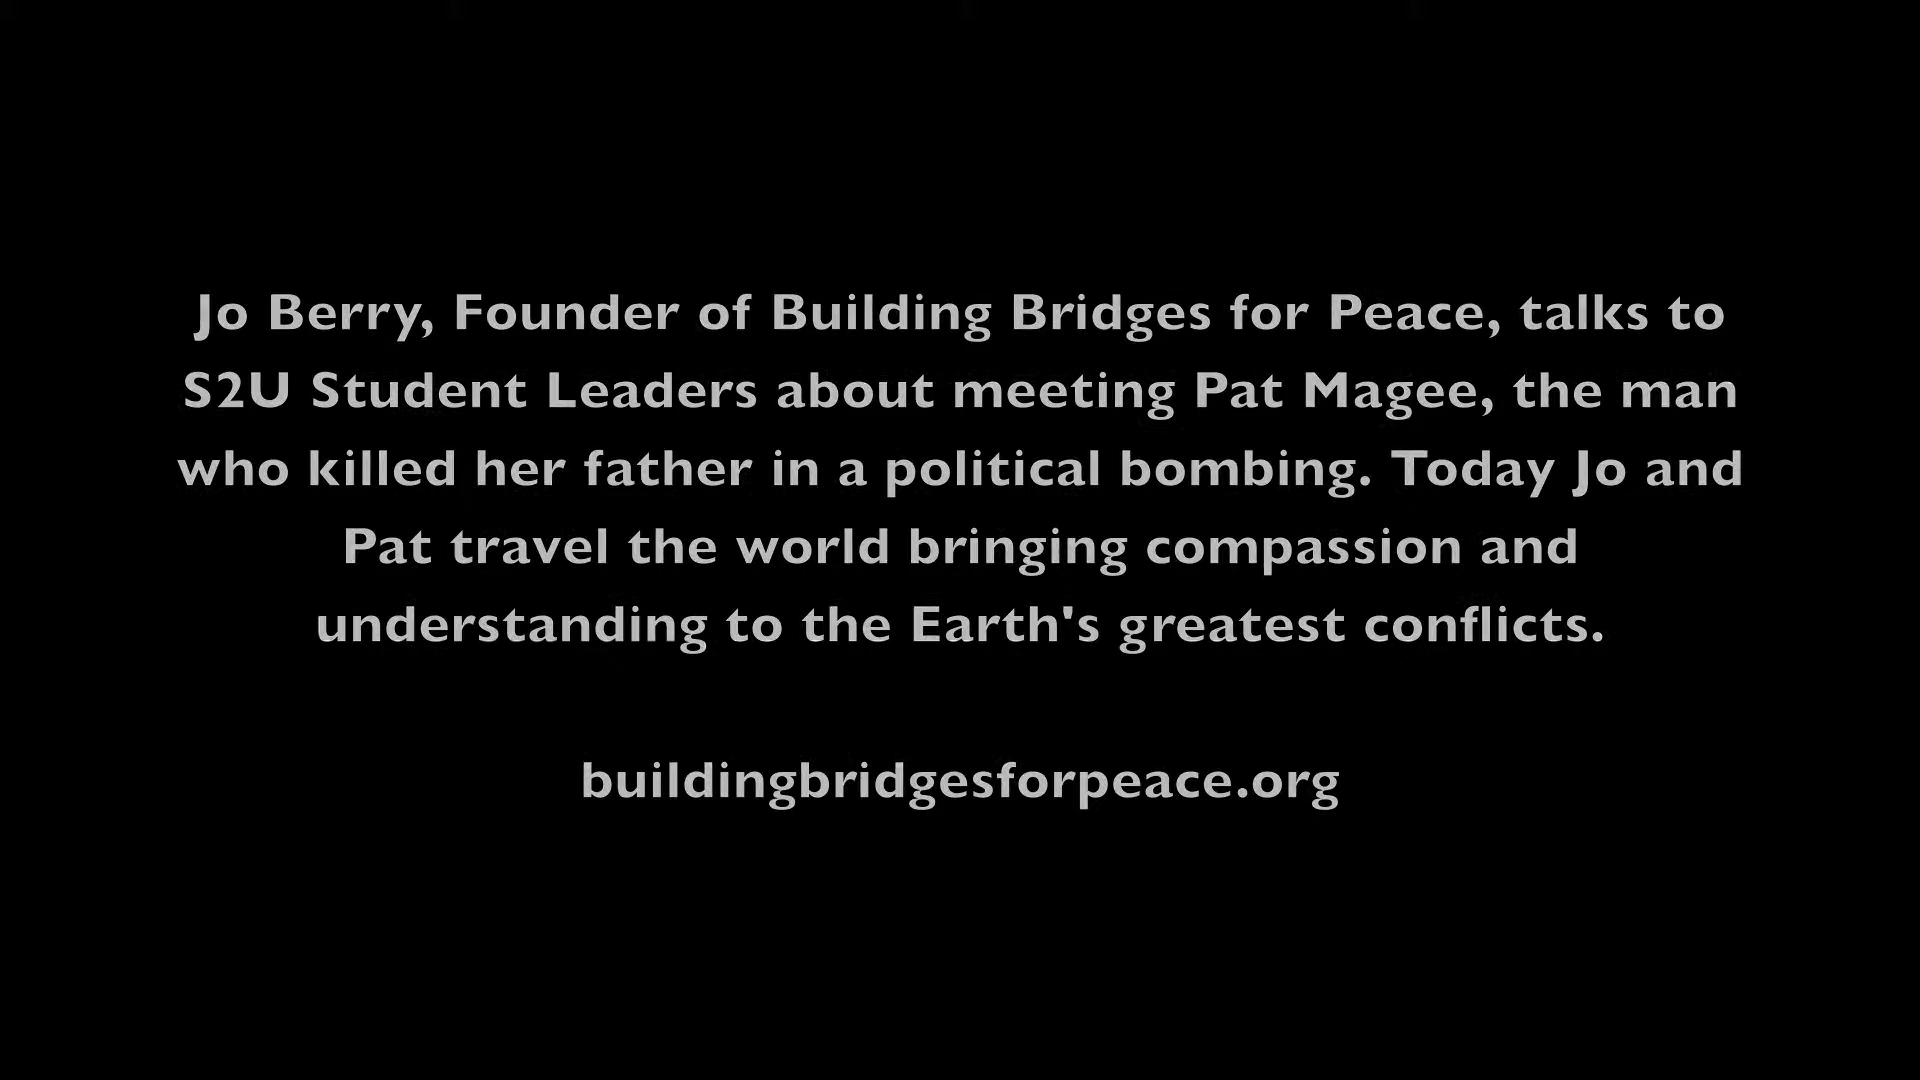 Jo Berry, Founder of Building Bridges for Peace, talks to
S2U Student Leaders about meeting Pat Magee, the man
who killed her father in a political bombing. Today Jo and
Pat travel the world bringing compassion and
understanding to the Earth's greatest conflicts.
buildingbridgesforpeace.org